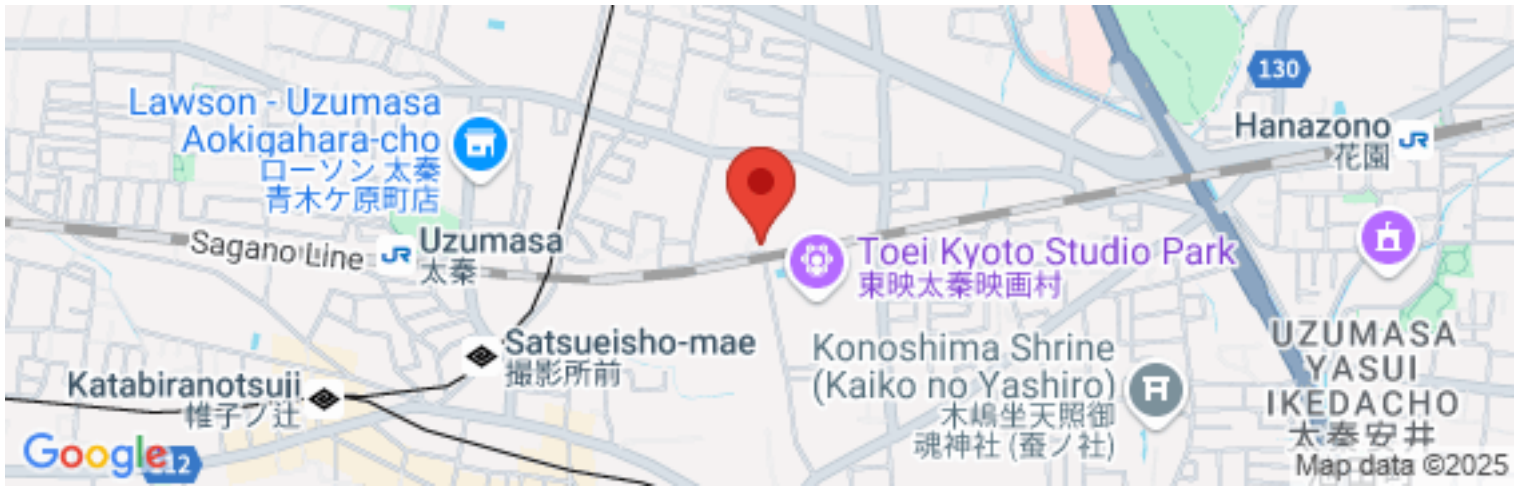 130
Lawson - Uzumasa
Aokigahara-cho
ローソン 太秦
青木ケ原町店
Hanazono
花園
JR
Sagano Line
JR
Uzumasa
太秦
Toei Kyoto Studio Park
東映太秦映画村
Satsueisho-mae
撮影所前
Konoshima Shrine
(Kaiko no Yashiro)
木嶋坐天照御
魂神社 (蚕ノ社)
UZUMASA
YASUI
IKEDACHO
太秦安井
Katabiranotsuji
帷子ノ辻
Google
Map data ©2025